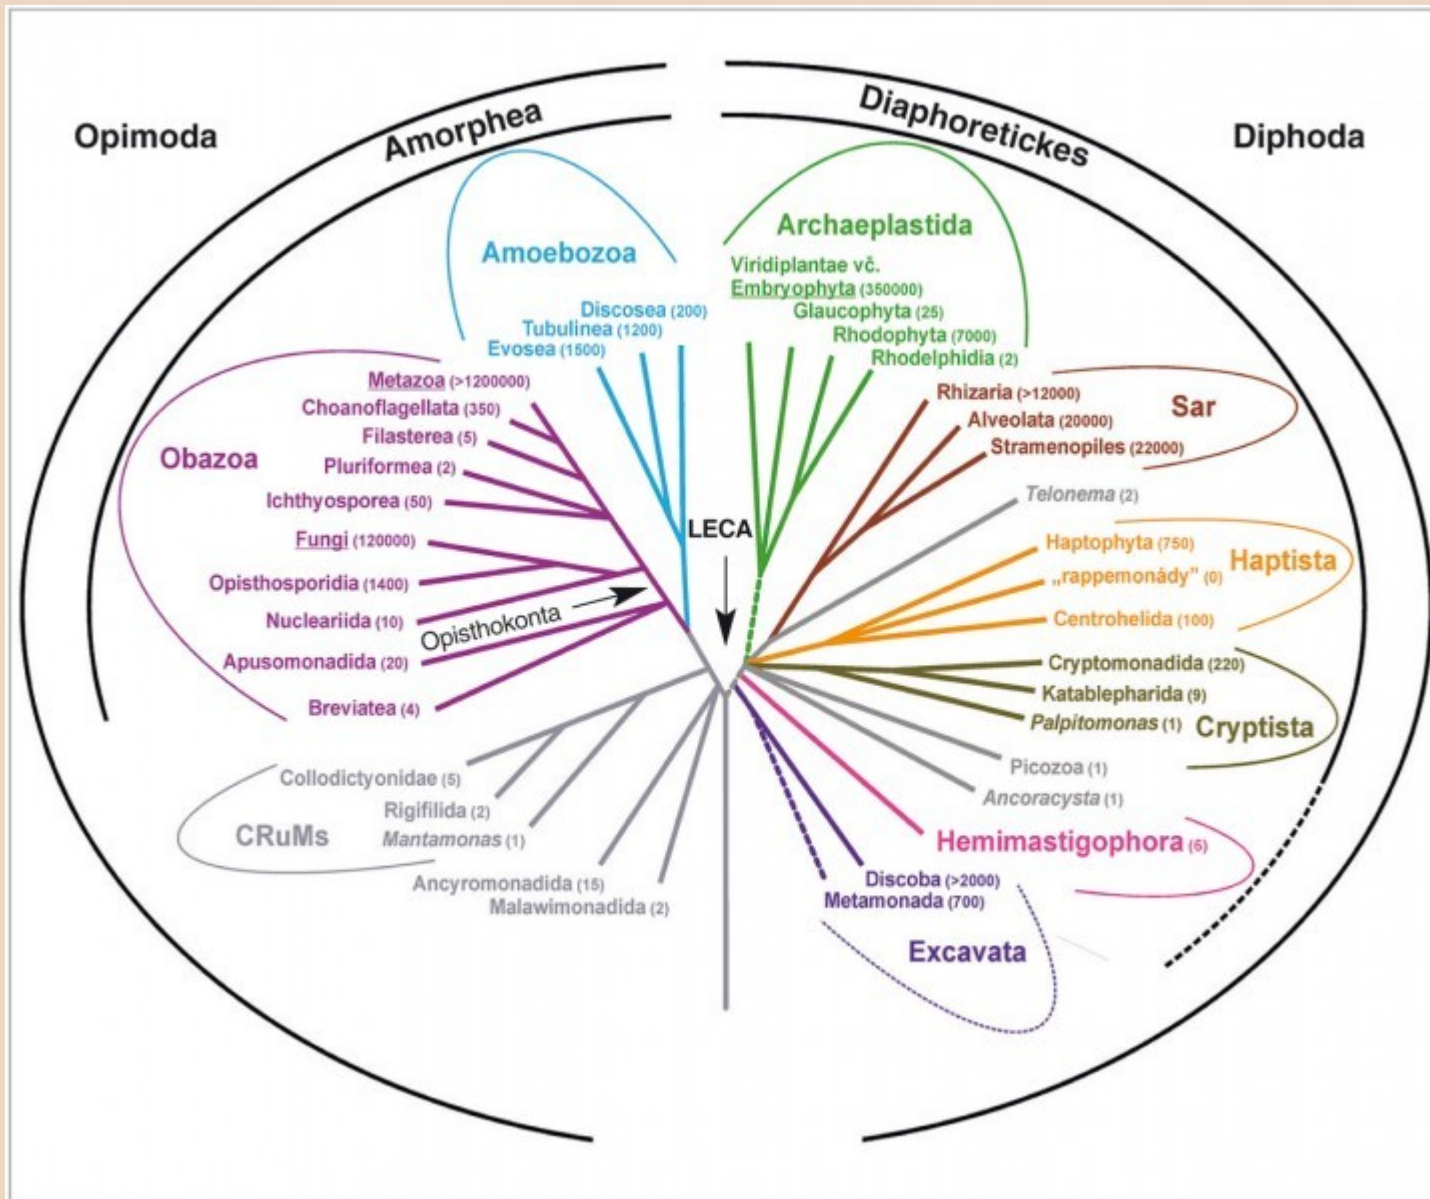 Opimoda
Amorphea
Diaphoretickes
Diphoda
Amoebozoa
Discosea (200)
Tubulinea (1200)
Evosea (1500)
Archaeplastida
Viridiplantae vč.
Embryophyta (350000)
Glaucophyta (25)
Rhodophyta (7000)
Rhodelphidia (2)
Obazoa
Metazoa (>1200000)
Choanoflagellata (350)
Filasterea (5)
Pluriformea (2)
Ichthyosporea (50)
Fungi (120000)
Opisthosporidia (1400)
Nucleariida (10)
Opisthokonta
Apusomonadida (20)
Breviatea (4)
LECA
Sar
Rhizaria (>12000)
Alveolata (20000)
Stramenopiles (22000)
Telonema (2)
Haptista
Haptophyta (750)
„rappemonády” (0)
Centrohelida (100)
Cryptomonadida (220)
Katablepharida (9)
Palpitomonas (1)
Cryptista
Picozoa (1)
Ancoracysta (1)
Hemimastigophora (6)
Discoba (>2000)
Metamonada (700)
Excavata
CRuMs
Collodictyonidae (5)
Rigifilida (2)
Mantamonas (1)
Ancyromonadida (15)
Malawimonadida (2)